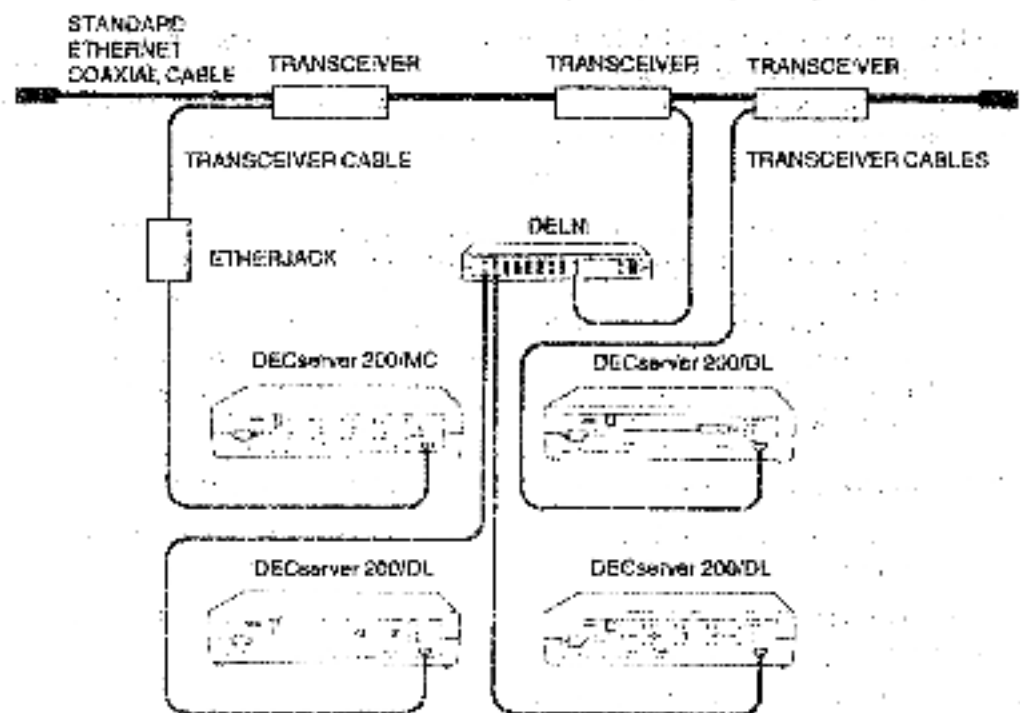 STANDARD
ETHERNET
COAXIAL CABLE
TRANSCEIVER
TRANSCEIVER
TRANSCEIVER
TRANSCEIVER CABLE
TRANSCEIVER CABLES
DELNI
ETHERJACK
DECserver 200/MC
DECserver 200/DL
DECserver 200/DL
DECserver 200/DL